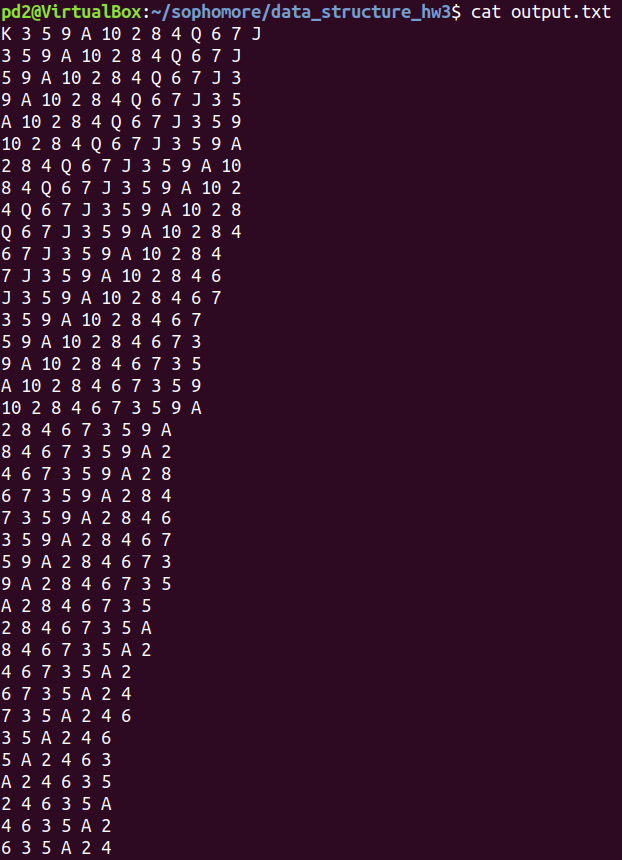 pd2@VirtualBox:~/sophomore/data_structure_hw3$ cat output.txt
K 3 5 9 A 10 2 8 4 Q 6 7 J
3 5 9 A 10 2 8 4 Q 6 7 J
5 9 A 10 2 8 4 Q 6 7 J 3
9 A 10 2 8 4 Q 6 7 J 3 5
A 10 2 8 4 Q 6 7 J 3 5 9
10 2 8 4 Q 6 7 J 3 5 9 A
2 8 4 Q 6 7 J 3 5 9 A 10
8 4 Q 6 7 J 3 5 9 A 10 2
4 Q 6 7 J 3 5 9 A 10 2 8
Q 6 7 J 3 5 9 A 10 2 8 4
6 7 J 3 5 9 A 10 2 8 4
7 J 3 5 9 A 10 2 8 4 6
J 3 5 9 A 10 2 8 4 6 7
3 5 9 A 10 2 8 4 6 7
5 9 A 10 2 8 4 6 7 3
9 A 10 2 8 4 6 7 3 5
A 10 2 8 4 6 7 3 5 9
10 2 8 4 6 7 3 5 9 A
2 8 4 6 7 3 5 9 A
8 4 6 7 3 5 9 A 2
4 6 7 3 5 9 A 2 8
6 7 3 5 9 A 2 8 4
7 3 5 9 A 2 8 4 6
3 5 9 A 2 8 4 6 7
5 9 A 2 8 4 6 7 3
9 A 2 8 4 6 7 3 5
A 2 8 4 6 7 3 5
2 8 4 6 7 3 5 A
8 4 6 7 3 5 A 2
4 6 7 3 5 A 2
6 7 3 5 A 2 4
7 3 5 A 2 4 6
3 5 A 2 4 6
5 A 2 4 6 3
A 2 4 6 3 5
2 4 6 3 5 A
4 6 3 5 A 2
6 3 5 A 2 4